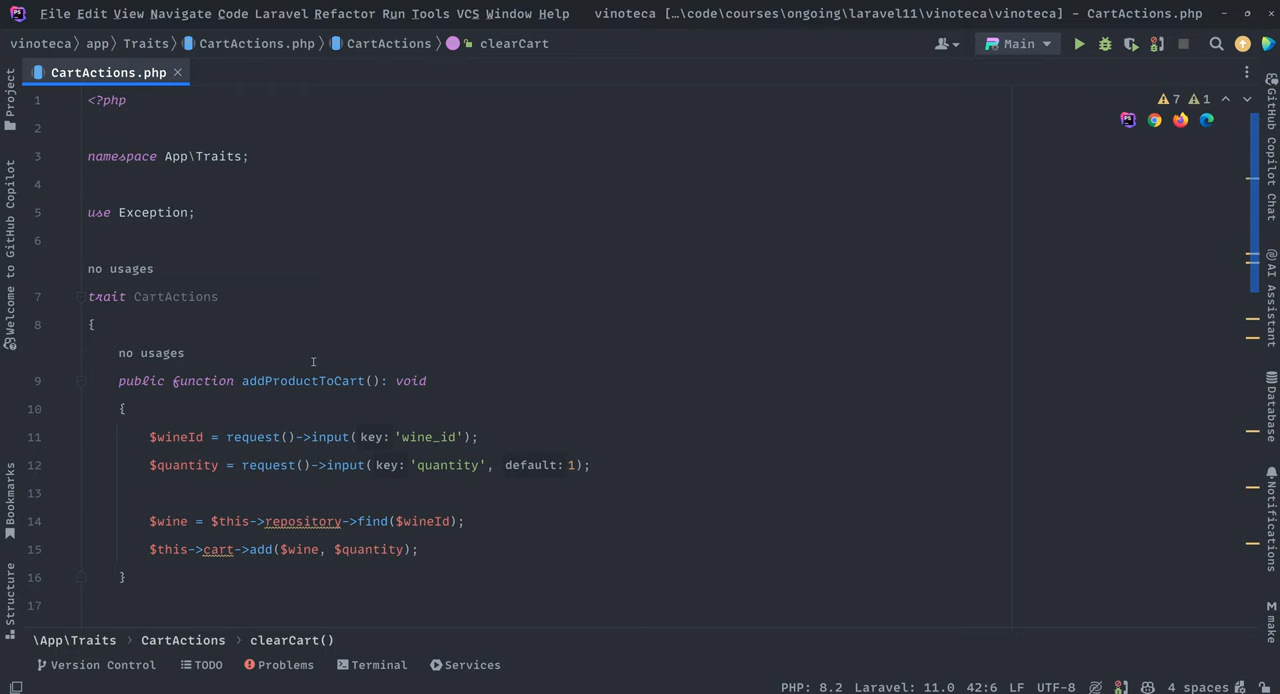 File Edit View Navigate Code Laravel Refactor Run Tools VCS Window Help vinoteca […\code\courses\ongoing\laravel11\vinoteca\vinoteca] – CartActions.php
vinoteca app Traits CartActions.php CartActions clearCart Main
CartActions.php
1 <?php
7 1
2
3 namespace App\Traits;
4
5 use Exception;
6
no usages
7 trait CartActions
8 {
no usages
9 public function addProductToCart(): void
10 {
11 $wineId = request()->input( key: 'wine_id');
12 $quantity = request()->input( key: 'quantity', default: 1);
13
14 $wine = $this->repository->find($wineId);
15 $this->cart->add($wine, $quantity);
16 }
17
\App\Traits › CartActions › clearCart()
Version Control TODO Problems Terminal Services
PHP: 8.2 Laravel: 11.0 42:6 LF UTF-8 4 spaces
Project
Welcome to GitHub Copilot
Bookmarks
Structure
GitHub Copilot Chat
AI Assistant
Database
Notifications
M make